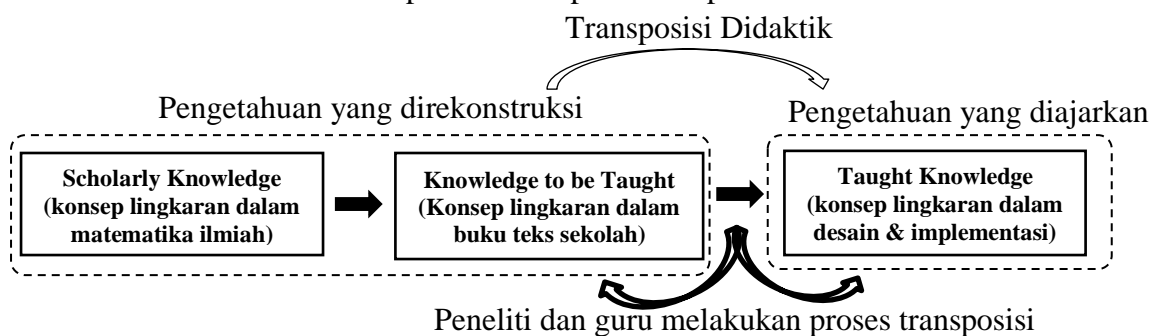 Transposisi Didaktik
Pengetahuan yang direkonstruksi
Pengetahuan yang diajarkan
Scholarly Knowledge
(konsep lingkaran dalam
matematika ilmiah)
Knowledge to be Taught
(Konsep lingkaran dalam
buku teks sekolah)
Taught Knowledge
(konsep lingkaran dalam
desain & implementasi)
Peneliti dan guru melakukan proses transposisi